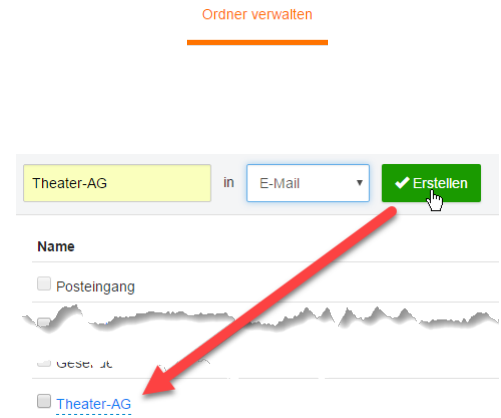 Ordner verwalten
Theater-AG in E-Mail Erstellen
Name
Posteingang
Theater-AG